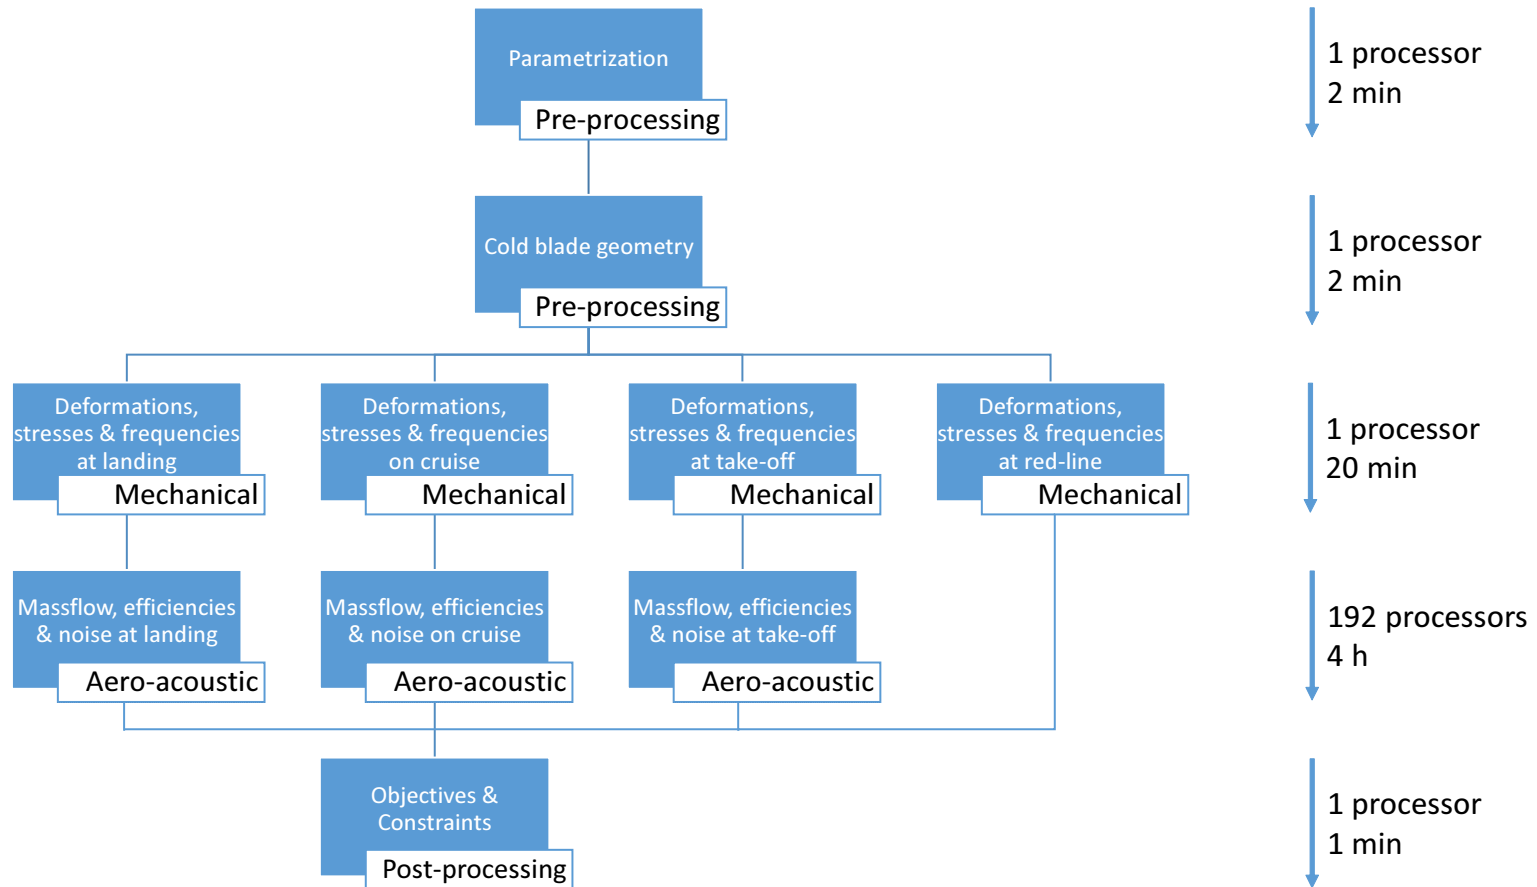 Parametrization
Pre-processing
1 processor
2 min
Cold blade geometry
Pre-processing
1 processor
2 min
Deformations,
stresses & frequencies
at landing
Mechanical
Deformations,
stresses & frequencies
on cruise
Mechanical
Deformations,
stresses & frequencies
at take-off
Mechanical
Deformations,
stresses & frequencies
at red-line
Mechanical
1 processor
20 min
Massflow, efficiencies
& noise at landing
Aero-acoustic
Massflow, efficiencies
& noise on cruise
Aero-acoustic
Massflow, efficiencies
& noise at take-off
Aero-acoustic
192 processors
4 h
Objectives &
Constraints
Post-processing
1 processor
1 min